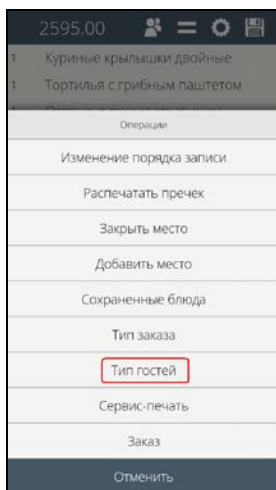 2595.00
1 Куриные крылышки двойные
1 Тортилья с грибным паштетом
Операции
Изменение порядка записи
Распечатать пречек
Закрыть место
Добавить место
Сохраненные блюда
Тип заказа
Тип гостей
Сервис-печать
Заказ
Отменить